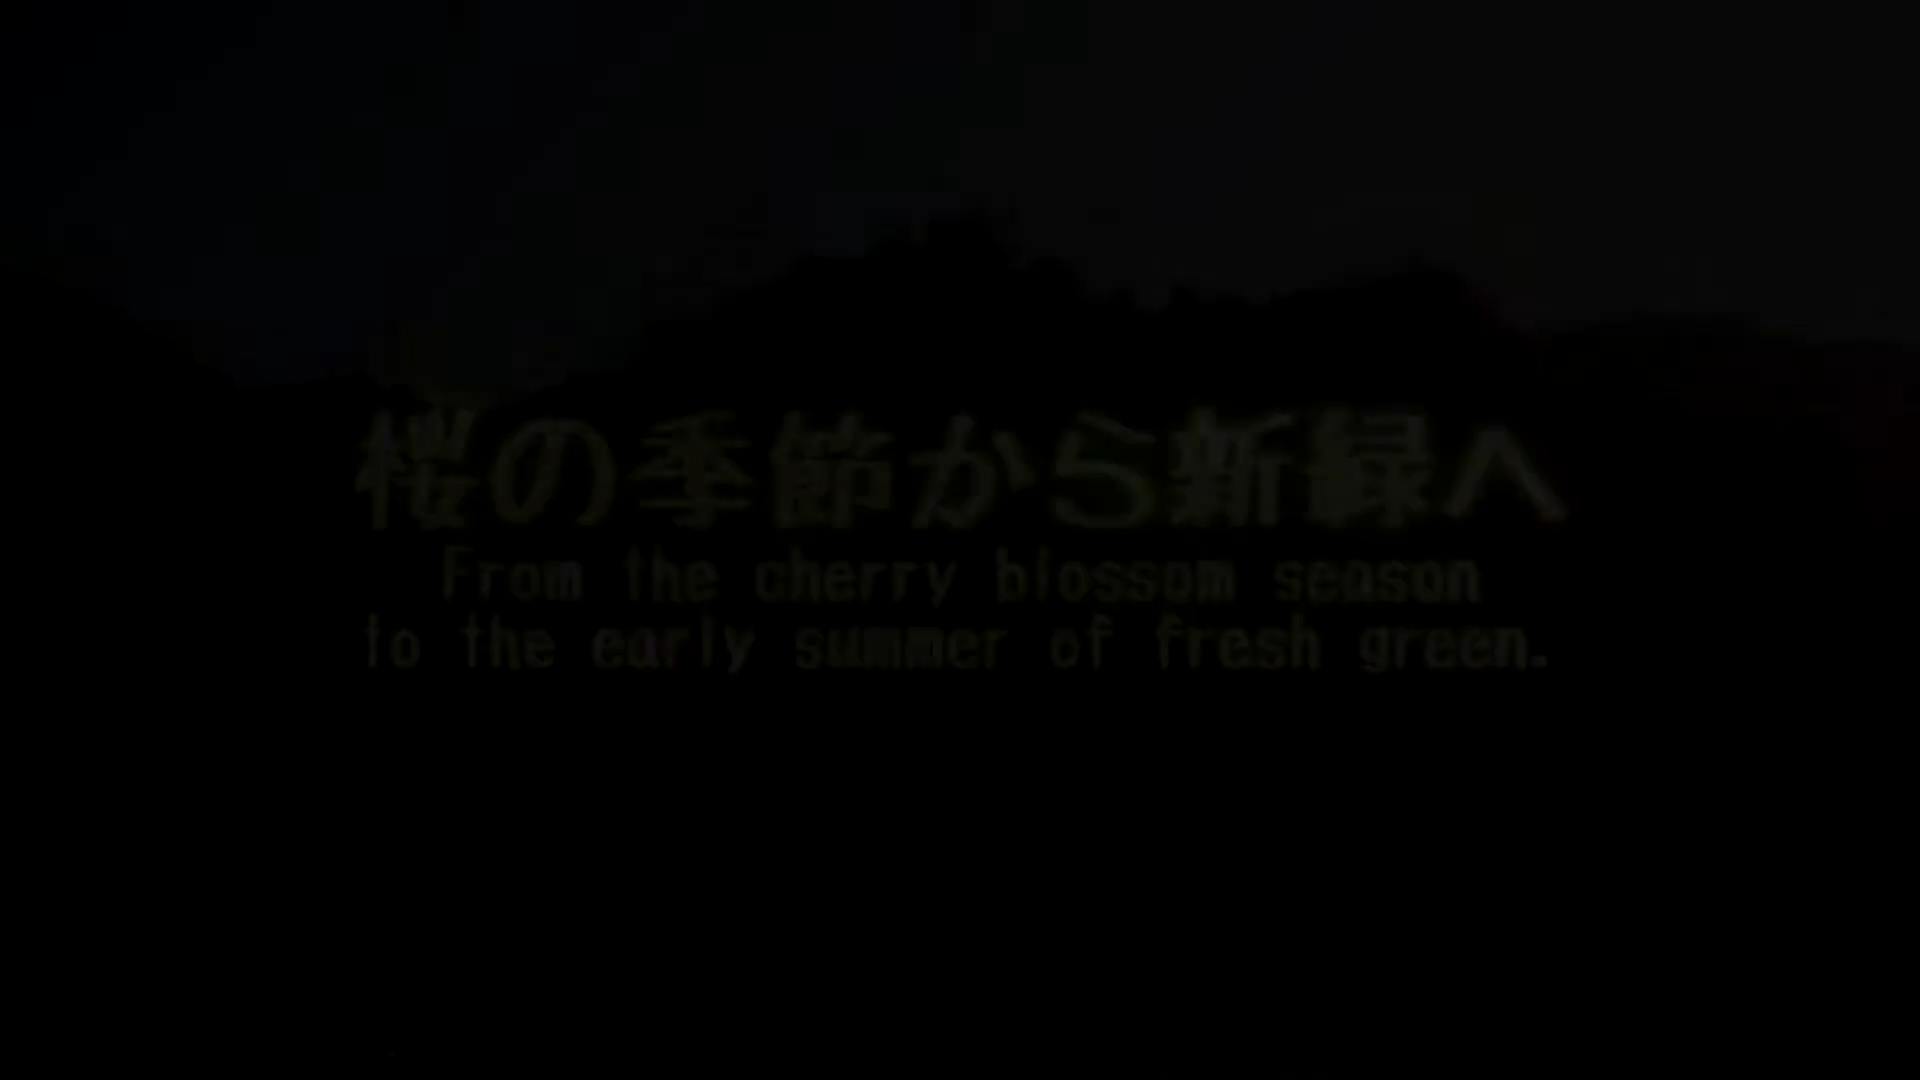 桜の季節から新緑へ
From the cherry blossom season
to the early summer of fresh green.